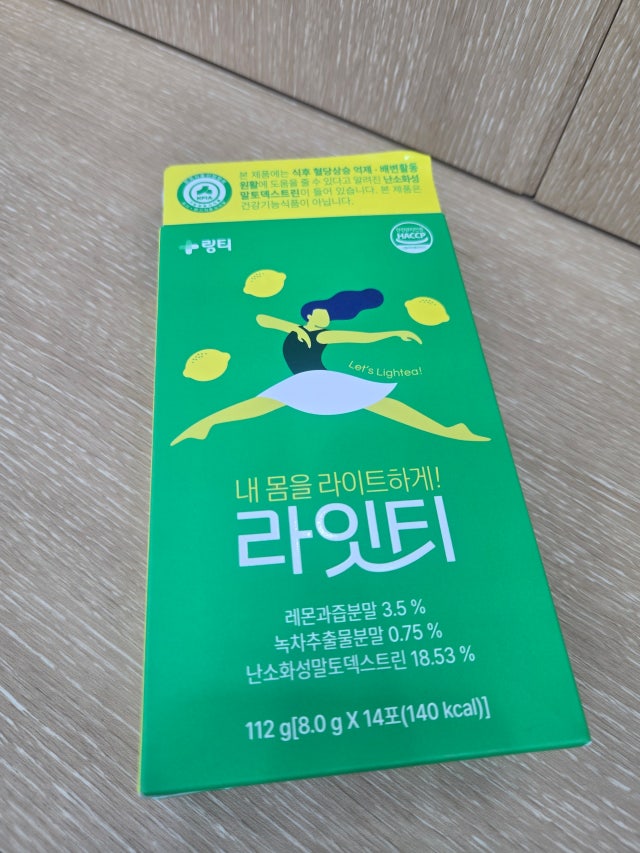 본 제품에는 식후 혈당상승 억제 · 배변활동
원활에 도움을 줄 수 있다고 알려진 난소화성
말토덱스트린이 들어 있습니다. 본 제품은
건강기능식품이 아닙니다.
KPIA
링티
HACCP
Let's Lightea!
내 몸을 라이트하게!
라잇티
레몬과즙분말 3.5 %
녹차추출물분말 0.75 %
난소화성말토덱스트린 18.53 %
112 g[8.0 g X 14포(140 kcal)]